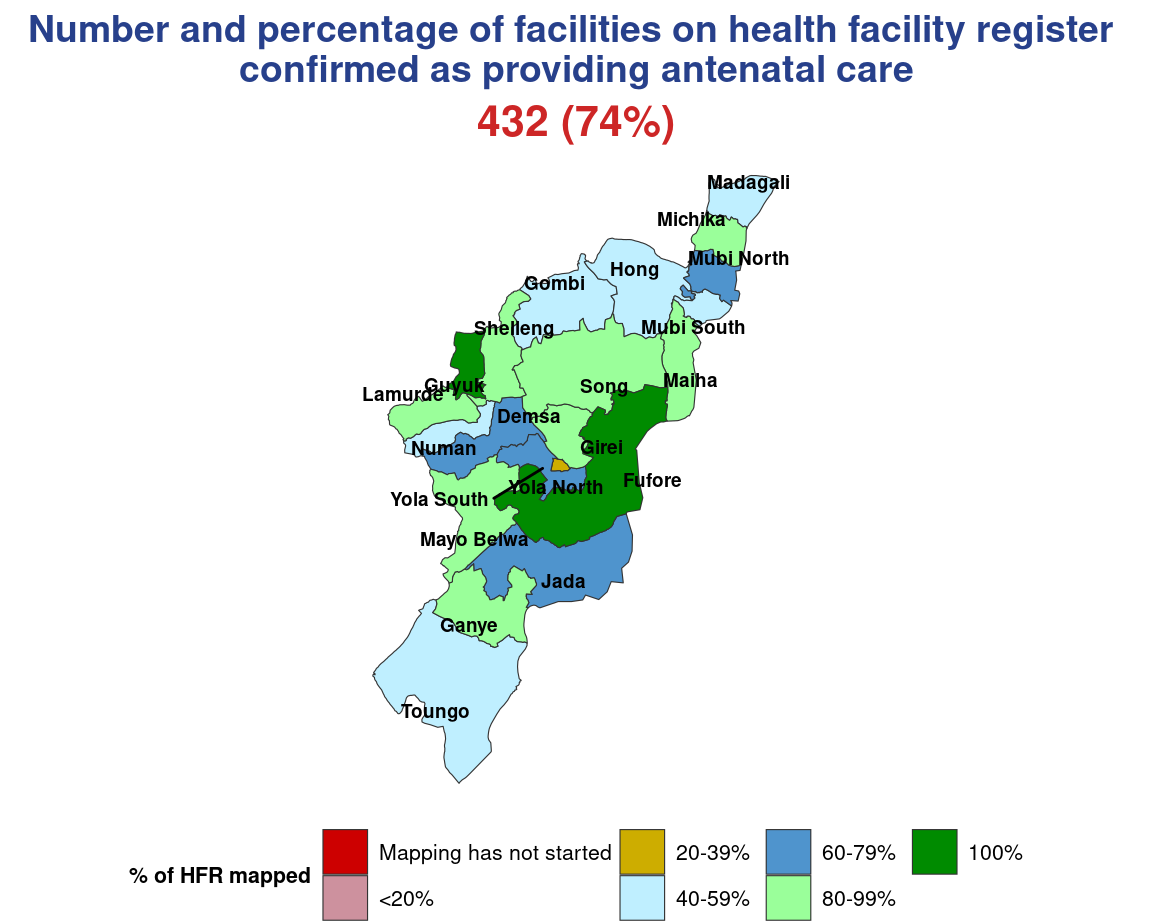 Number and percentage of facilities on health facility register
confirmed as providing antenatal care
432 (74%)
Madagali
Michika
Mubi North
Hong
Gombi
Mubi South
Shelleng
Maiha
Guyuk
Song
Lamurde
Demsa
Girei
Numan
Fufore
Yola North
Yola South
Mayo Belwa
Jada
Ganye
Toungo
% of HFR mapped
Mapping has not started
<20%
20-39%
40-59%
60-79%
80-99%
100%